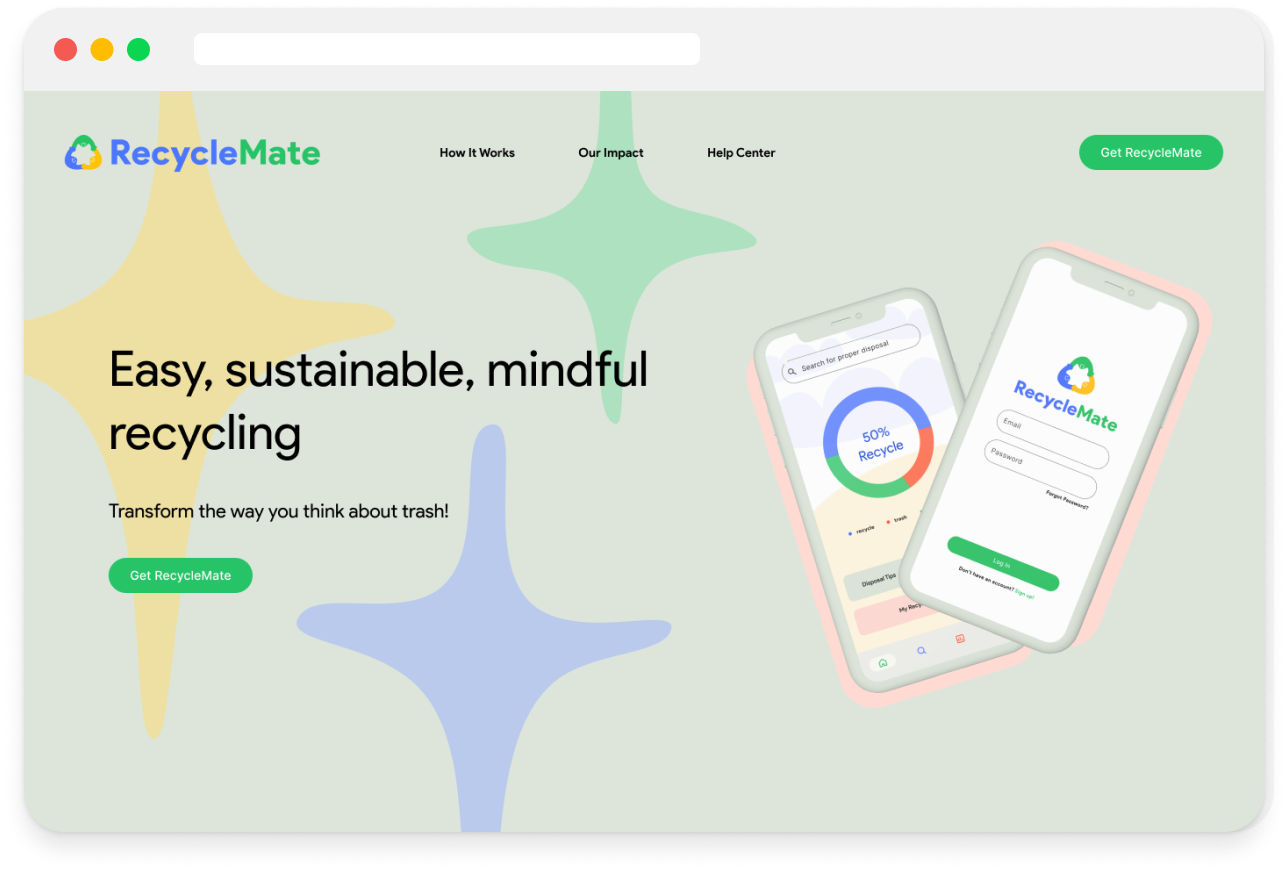 RecycleMate
How It Works
Our Impact
Help Center
Get RecycleMate
Easy, sustainable, mindful
recycling
Transform the way you think about trash!
Get RecycleMate
Search for proper disposal
50%
Recycle
recycle
trash
Disposal Tips
My Recy
RecycleMate
Email
Password
Forgot Password?
Log In
Don't have an account? Sign up!